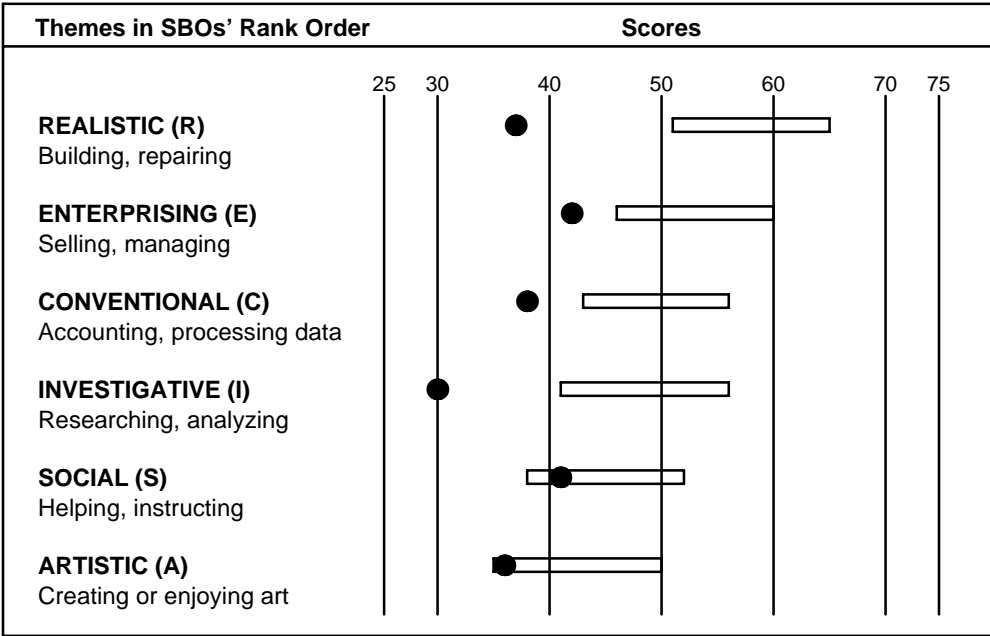 Themes in SBOs’ Rank Order Scores
25 30 40 50 60 70 75
REALISTIC (R)
Building, repairing
ENTERPRISING (E)
Selling, managing
CONVENTIONAL (C)
Accounting, processing data
INVESTIGATIVE (I)
Researching, analyzing
SOCIAL (S)
Helping, instructing
ARTISTIC (A)
Creating or enjoying art